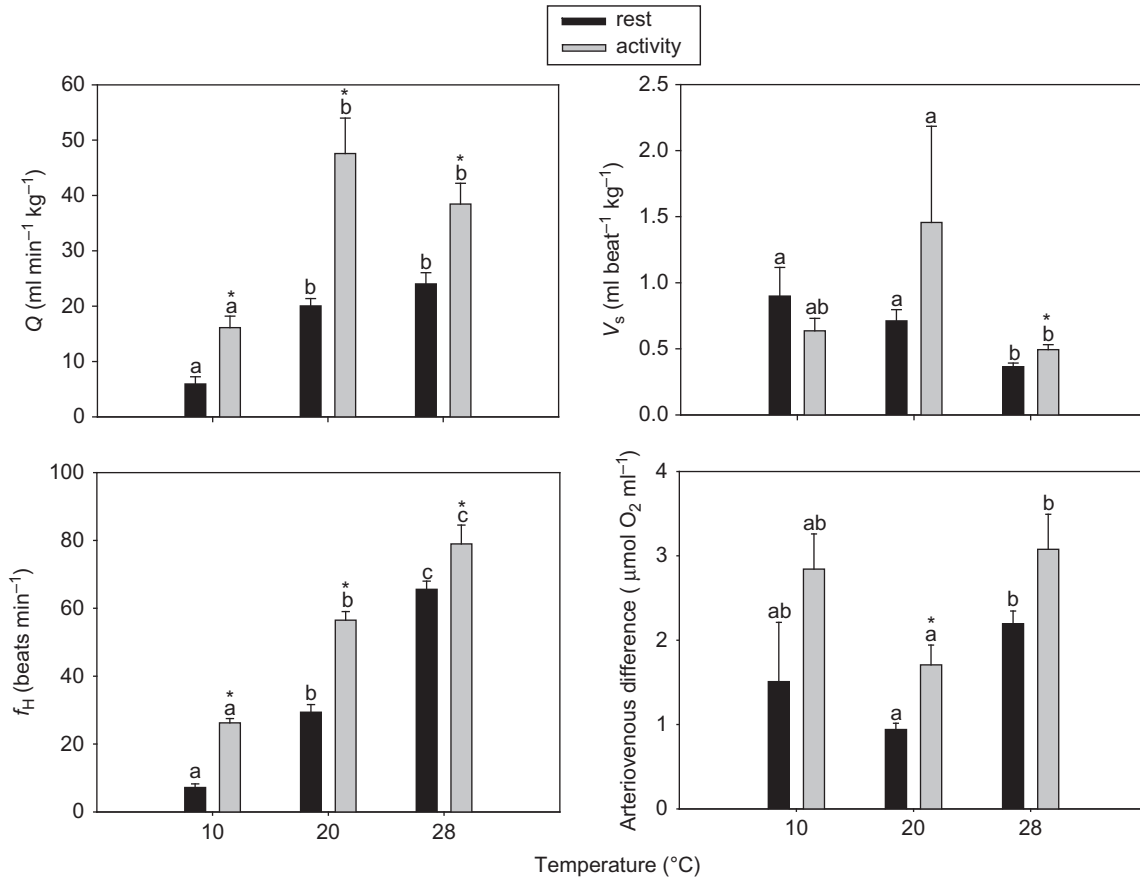 rest
activity
60
50
40
30
20
10
0
Q (ml min⁻¹ kg⁻¹)
a
*
a
b
*
b
b
*
b
2.5
2.0
1.5
1.0
0.5
0.0
Vs (ml beat⁻¹ kg⁻¹)
a
ab
a
a
b
*
b
100
80
60
40
20
0
fH (beats min⁻¹)
a
*
a
b
*
b
c
*
c
10
20
28
4
3
2
1
0
Arteriovenous difference ( µmol O₂ ml⁻¹)
ab
ab
a
*
a
b
b
10
20
28
Temperature (°C)